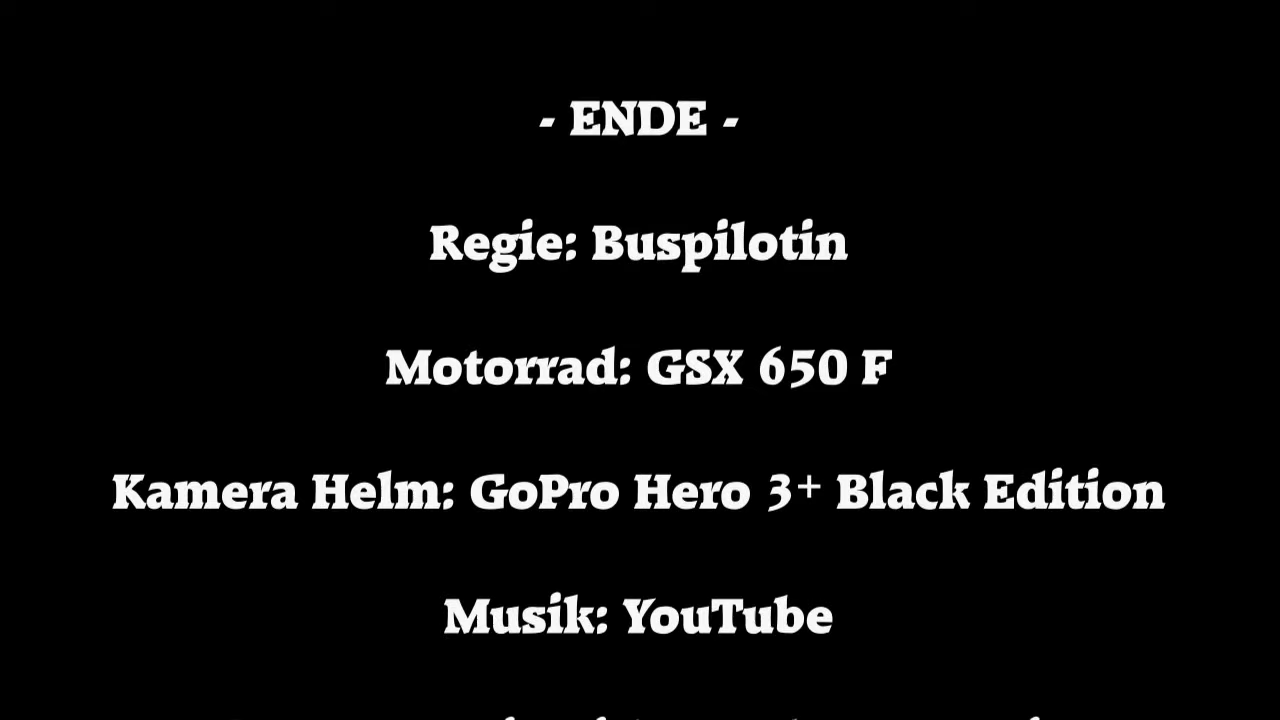 - ENDE -
Regie: Buspilotin
Motorrad: GSX 650 F
Kamera Helm: GoPro Hero 3+ Black Edition
Musik: YouTube